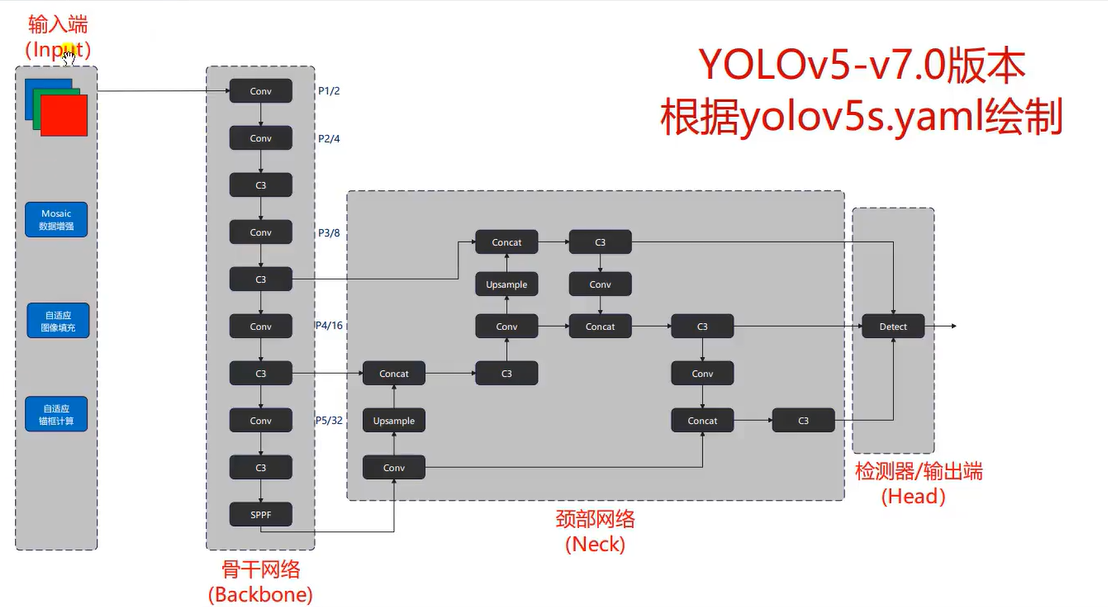 输入端
(Input)
YOLOv5-v7.0版本
根据yolov5s.yaml绘制
Mosaic
数据增强
自适应
图像填充
自适应
锚框计算
Conv
P1/2
Conv
P2/4
C3
Conv
P3/8
C3
Conv
P4/16
C3
Conv
P5/32
C3
SPPF
骨干网络
(Backbone)
Concat
C3
Upsample
Conv
Conv
Concat
C3
Concat
C3
Conv
Upsample
Concat
C3
Conv
颈部网络
(Neck)
Detect
检测器/输出端
(Head)